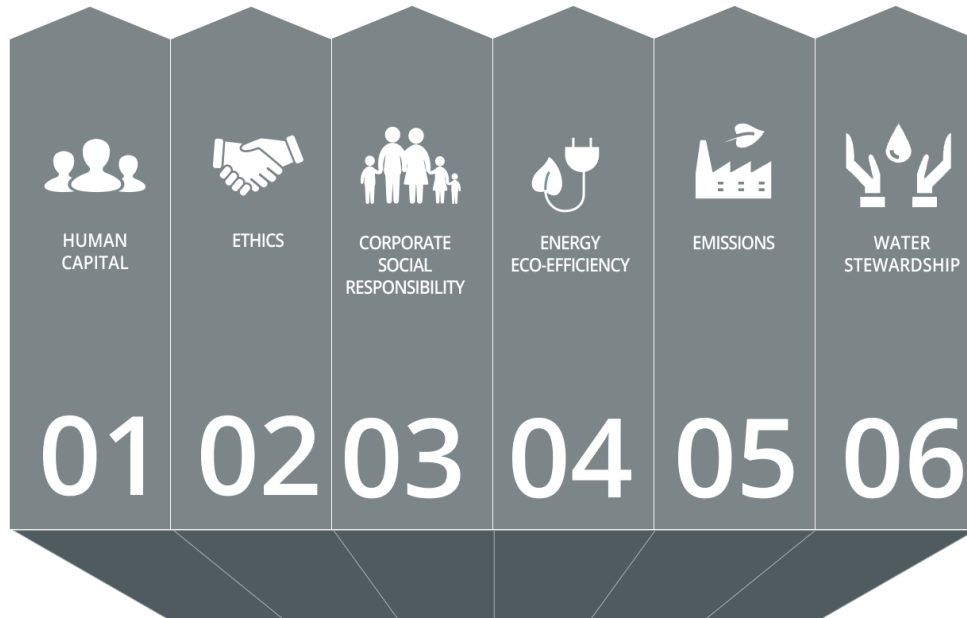 HUMAN
CAPITAL
ETHICS
CORPORATE
SOCIAL
RESPONSIBILITY
ENERGY
ECO-EFFICIENCY
EMISSIONS
WATER
STEWARDSHIP
01
02
03
04
05
06